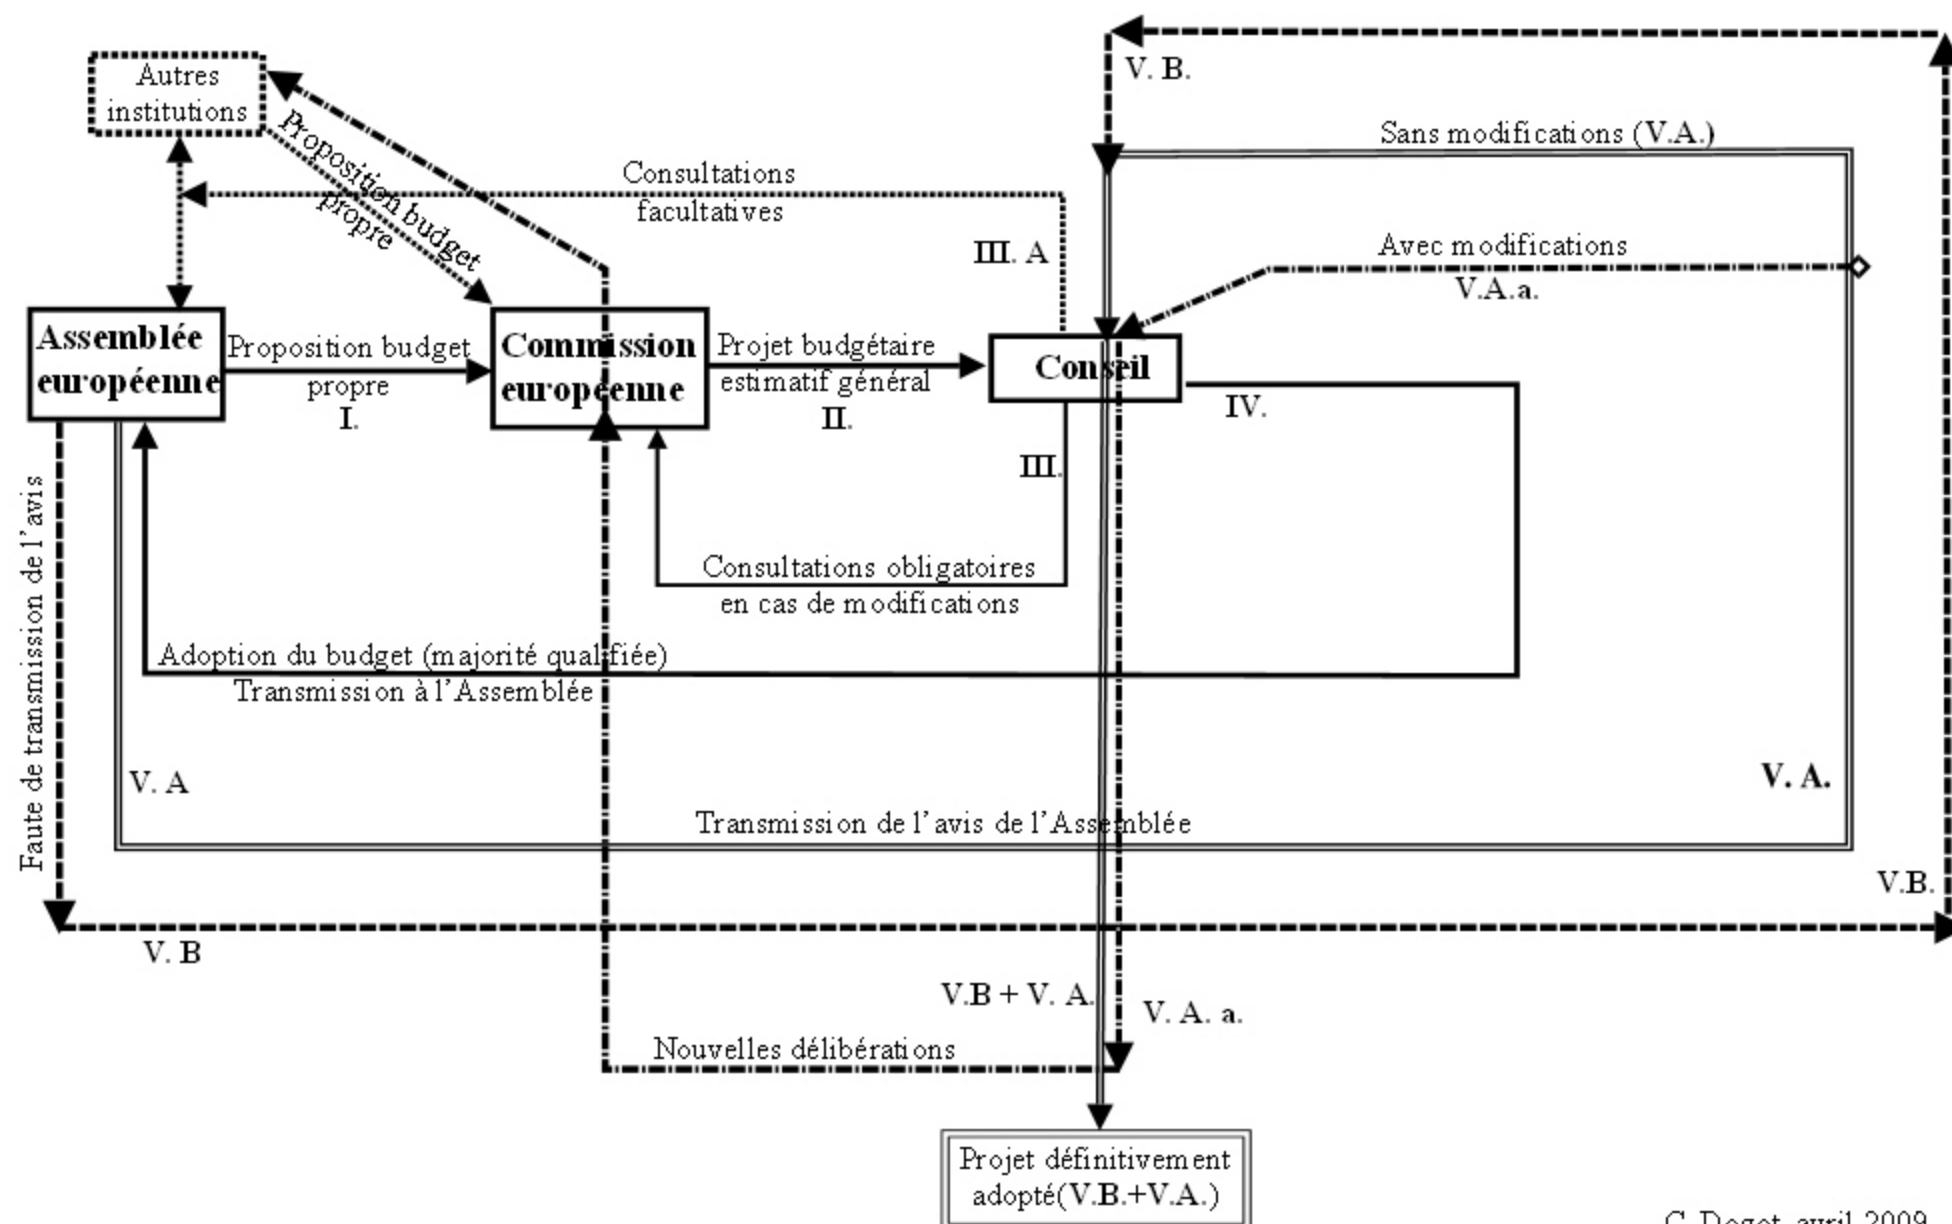 V. B.
Autres
institutions
Sans modifications (V.A.)
Proposition budget
propre
Consultations
facultatives
III. A
Avec modifications
V.A.a.
Assemblée
européenne
Proposition budget
propre
I.
Commission
européenne
Projet budgétaire
estimatif général
II.
Conseil
IV.
III.
Faute de transmission de l'avis
Consultations obligatoires
en cas de modifications
Adoption du budget (majorité qualifiée)
Transmission à l'Assemblée
V. A
V. A.
Transmission de l'avis de l'Assemblée
V.B.
V. B
V.B + V. A.
V. A. a.
Nouvelles délibérations
Projet définitivement
adopté(V.B.+V.A.)
avril 2009